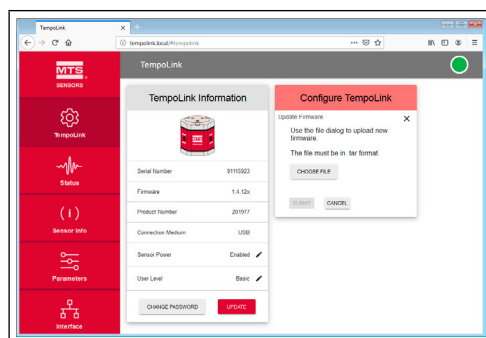 TempoLink
tempolink.local/#tempolink
MTS
SENSORS
TempoLink
TempoLink
Status
Sensor Info
Parameters
Interface
TempoLink Information
Serial Number 91115923
Firmware 1.4.12x
Product Number 201977
Connection Medium USB
Sensor Power Enabled
User Level Basic
CHANGE PASSWORD UPDATE
Configure TempoLink
Update Firmware
Use the file dialog to upload new
firmware.
The file must be in .tar format
CHOOSE FILE
SUBMIT CANCEL